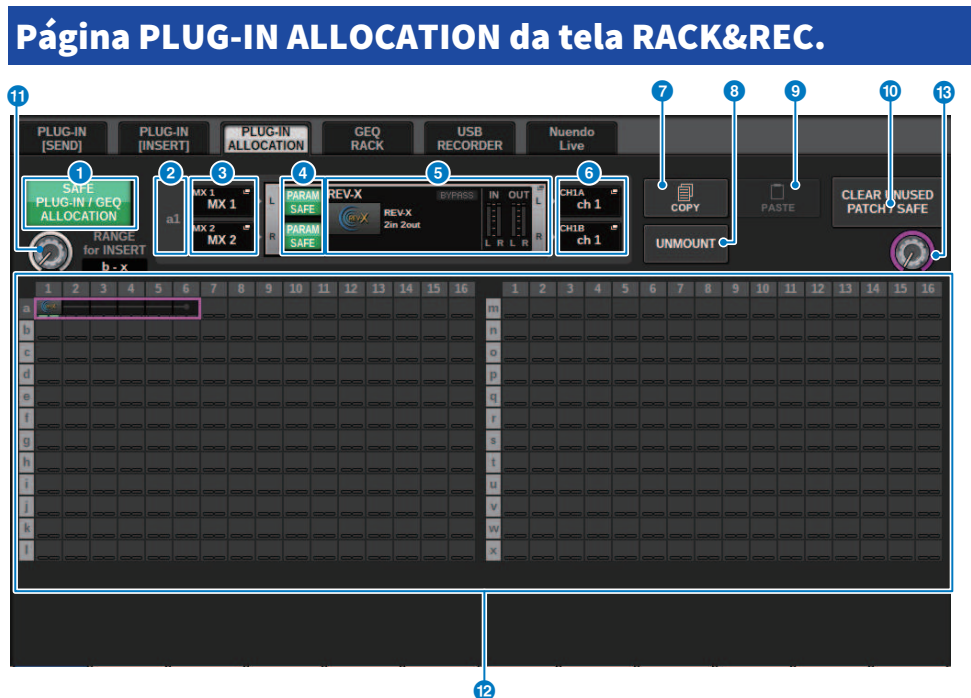 Página PLUG-IN ALLOCATION da tela RACK&REC.
11 7 8 9 10 13
PLUG-IN [SEND] PLUG-IN [INSERT] PLUG-IN ALLOCATION GEQ RACK USB RECORDER Nuendo Live
1 2 3 4 5 6
SAFE
PLUG-IN / GEQ
ALLOCATION
a1
MX 1
MX 1
MX 2
MX 2
L
R
PARAM
SAFE
PARAM
SAFE
REV-X BYPASS IN OUT
REV-X
REV-X
2in 2out
L R L R
L
R
CH1A
ch 1
CH1B
ch 1
COPY
UNMOUNT
PASTE
CLEAR UNUSED
PATCH / SAFE
RANGE
for INSERT
b - x
1 2 3 4 5 6 7 8 9 10 11 12 13 14 15 16 1 2 3 4 5 6 7 8 9 10 11 12 13 14 15 16
a m
b n
c o
d p
e q
f r
g s
h t
i u
j v
k w
l x
12